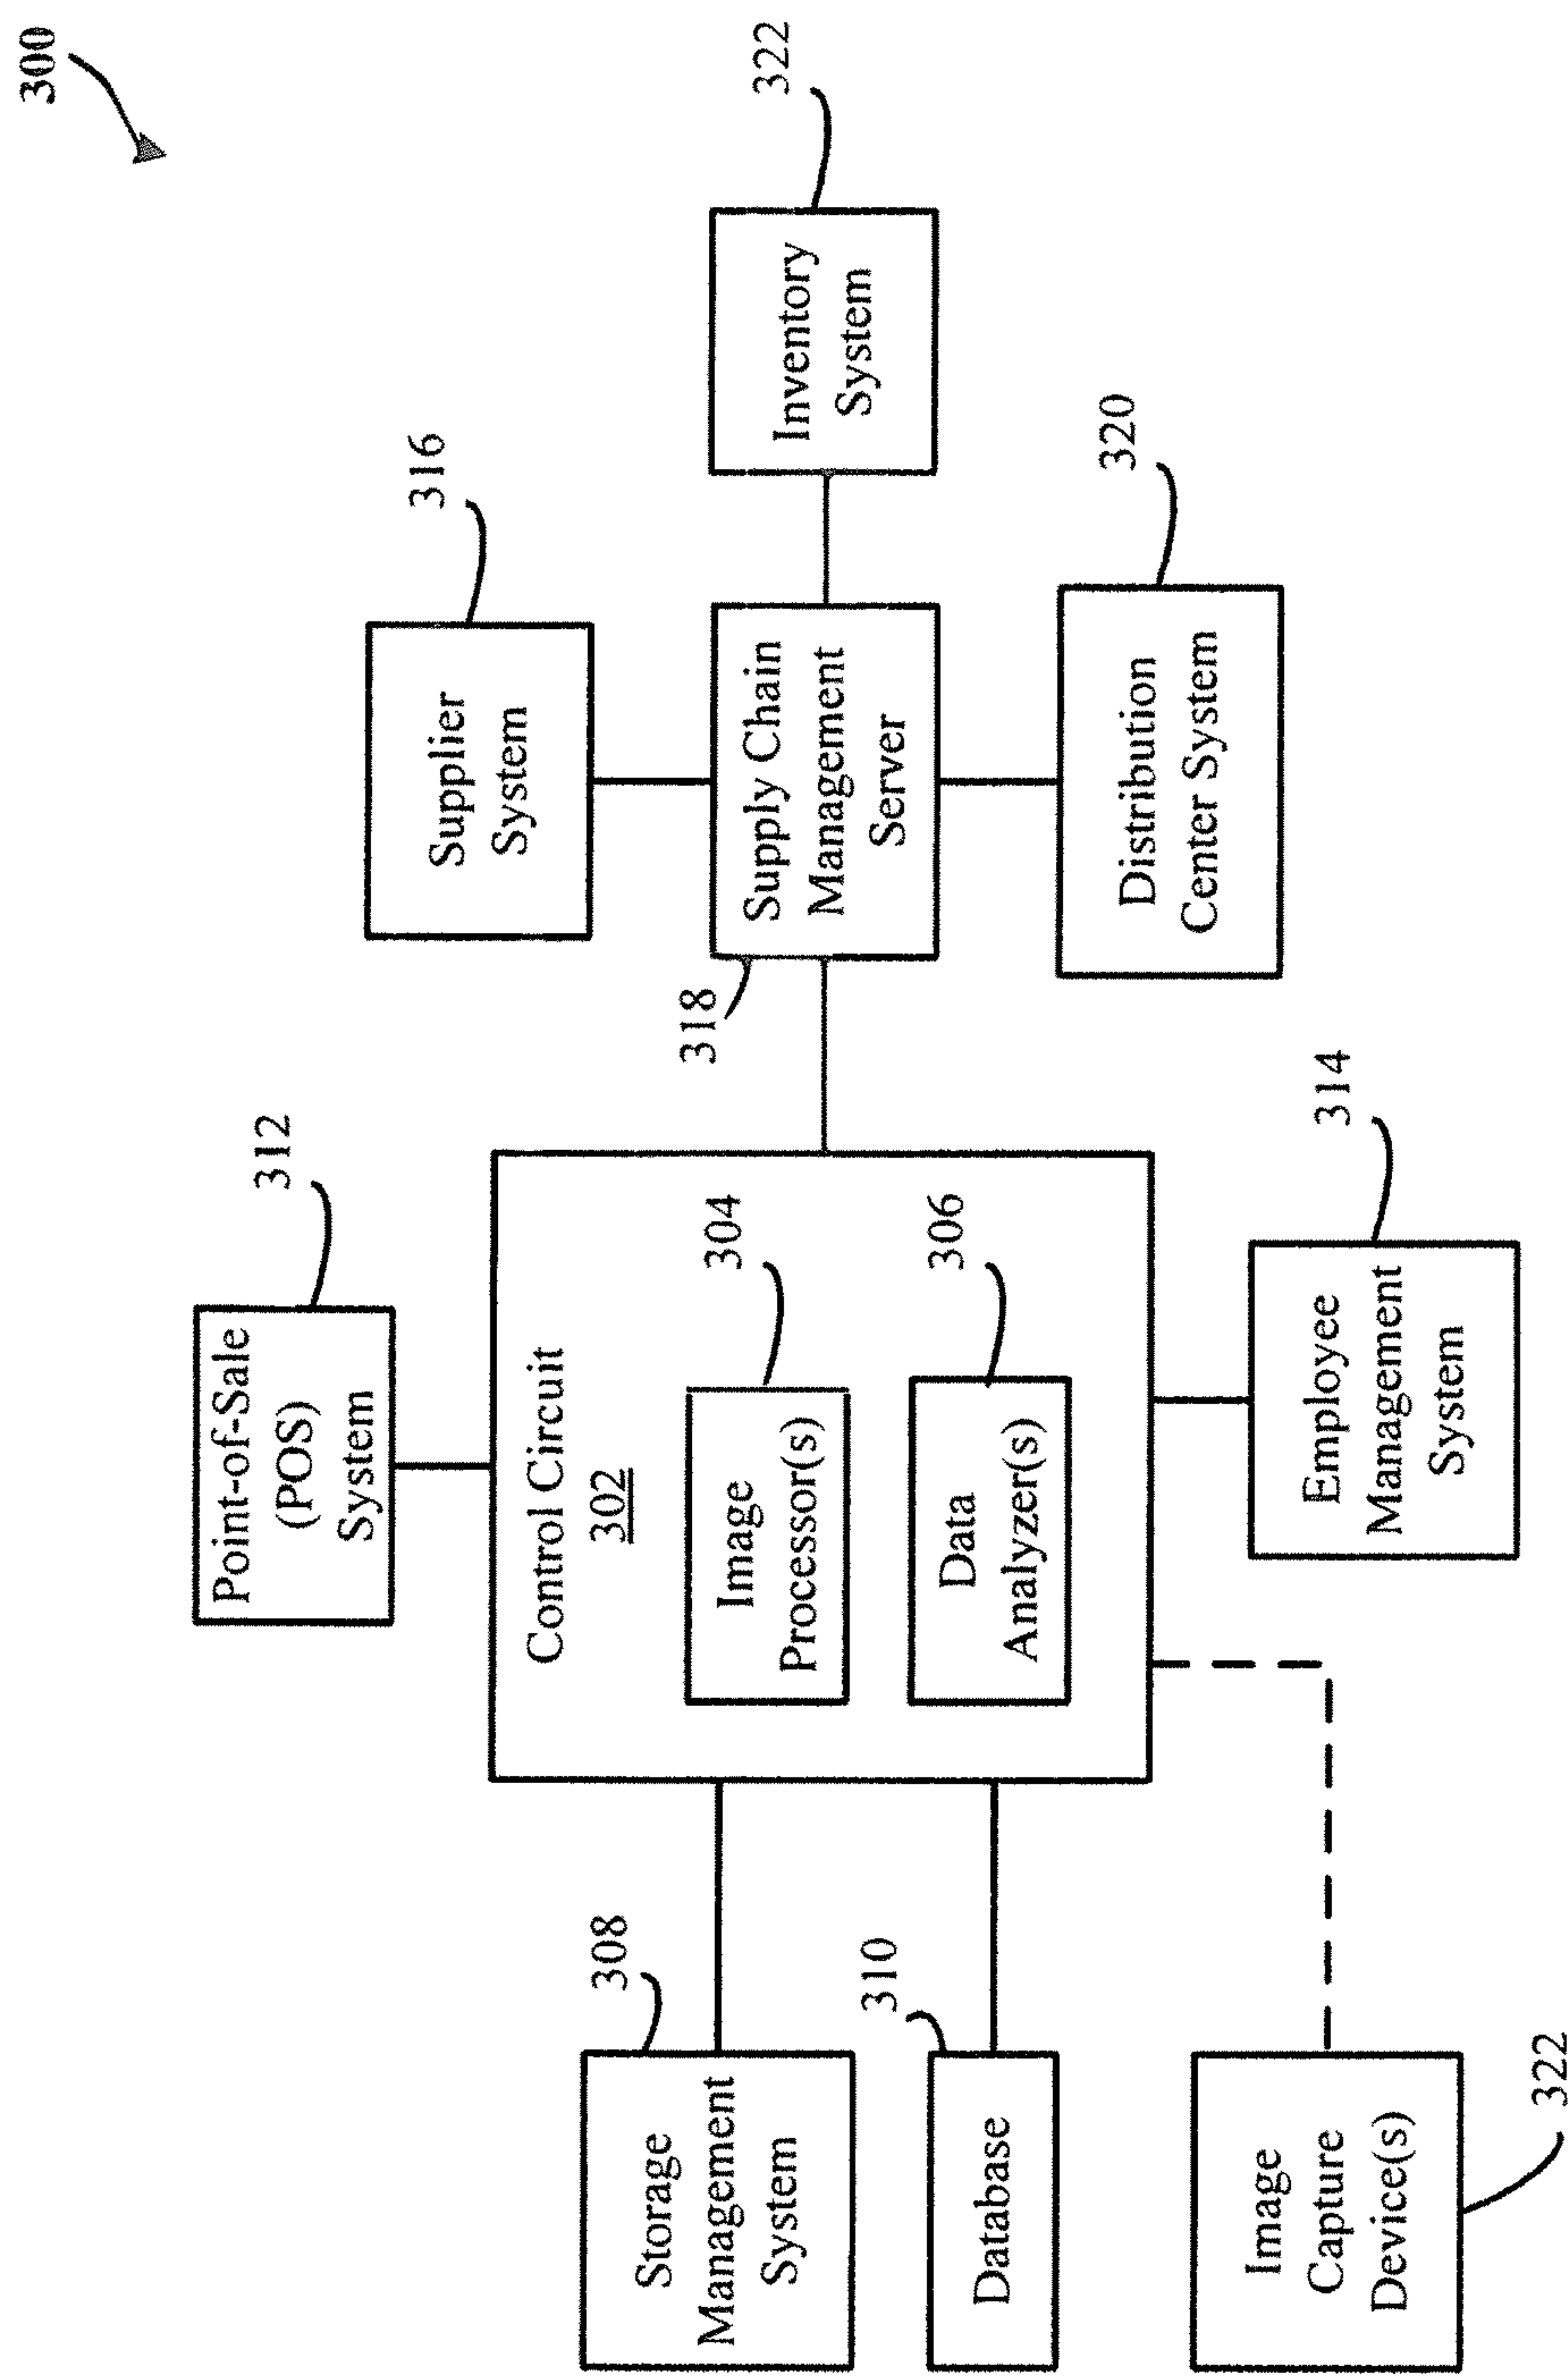 300
312
Point-of-Sale
(POS)
System
316
Supplier
System
308
Storage
Management
System
Control Circuit
302
304
Image
Processor(s)
318
Supply Chain
Management
Server
322
Inventory
System
310
Database
306
Data
Analyzer(s)
320
Distribution
Center System
Image
Capture
Device(s)
322
314
Employee
Management
System